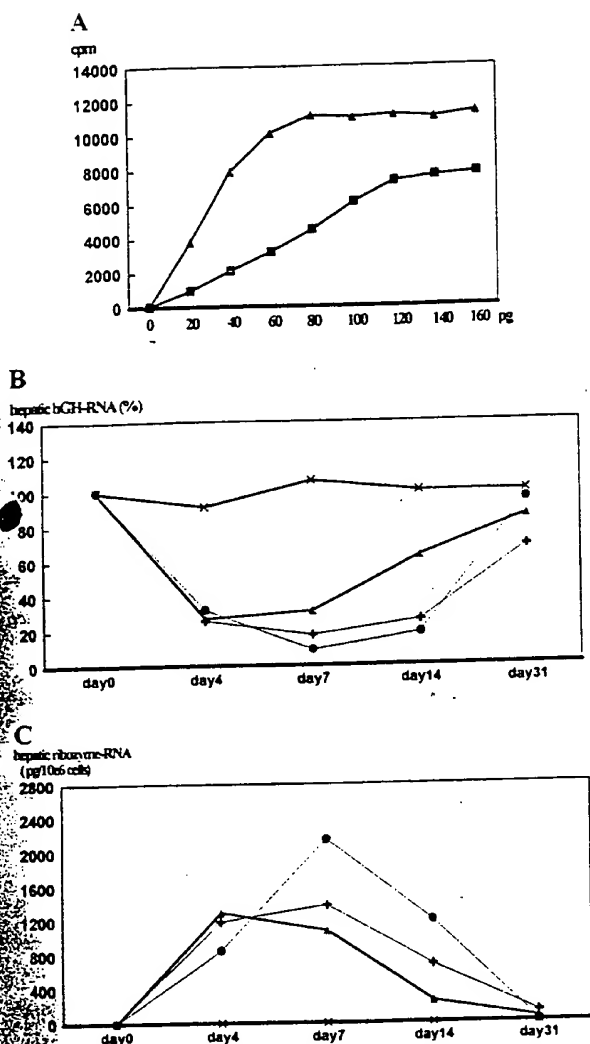 A
cpm
14000
12000
10000
8000
6000
4000
2000
0
0 20 40 60 80 100 120 140 160 pg
B
hepatic hGH-RNA (%)
140
120
100
80
60
40
20
0
day0 day4 day7 day14 day31
C
hepatic ribozyme-RNA
(pg/10e6 cells)
2800
2400
2000
1600
1200
800
400
0
day0 day4 day7 day14 day31